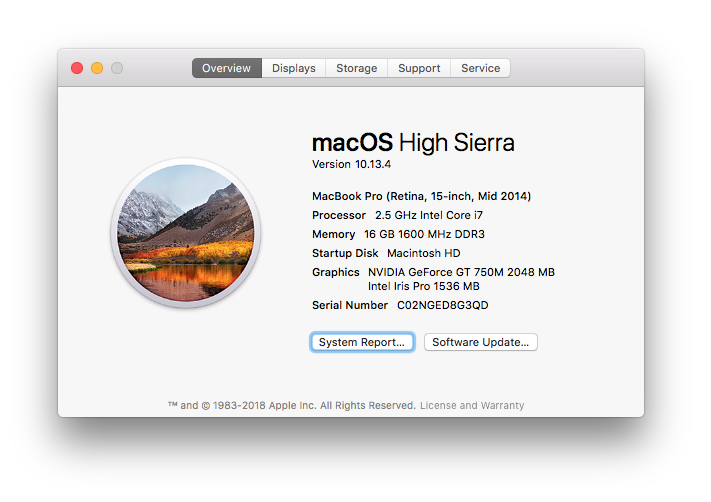 Overview Displays Storage Support Service
macOS High Sierra
Version 10.13.4
MacBook Pro (Retina, 15-inch, Mid 2014)
Processor 2.5 GHz Intel Core i7
Memory 16 GB 1600 MHz DDR3
Startup Disk Macintosh HD
Graphics NVIDIA GeForce GT 750M 2048 MB
Intel Iris Pro 1536 MB
Serial Number C02NGED8G3QD
System Report... Software Update...
™ and © 1983-2018 Apple Inc. All Rights Reserved. License and Warranty